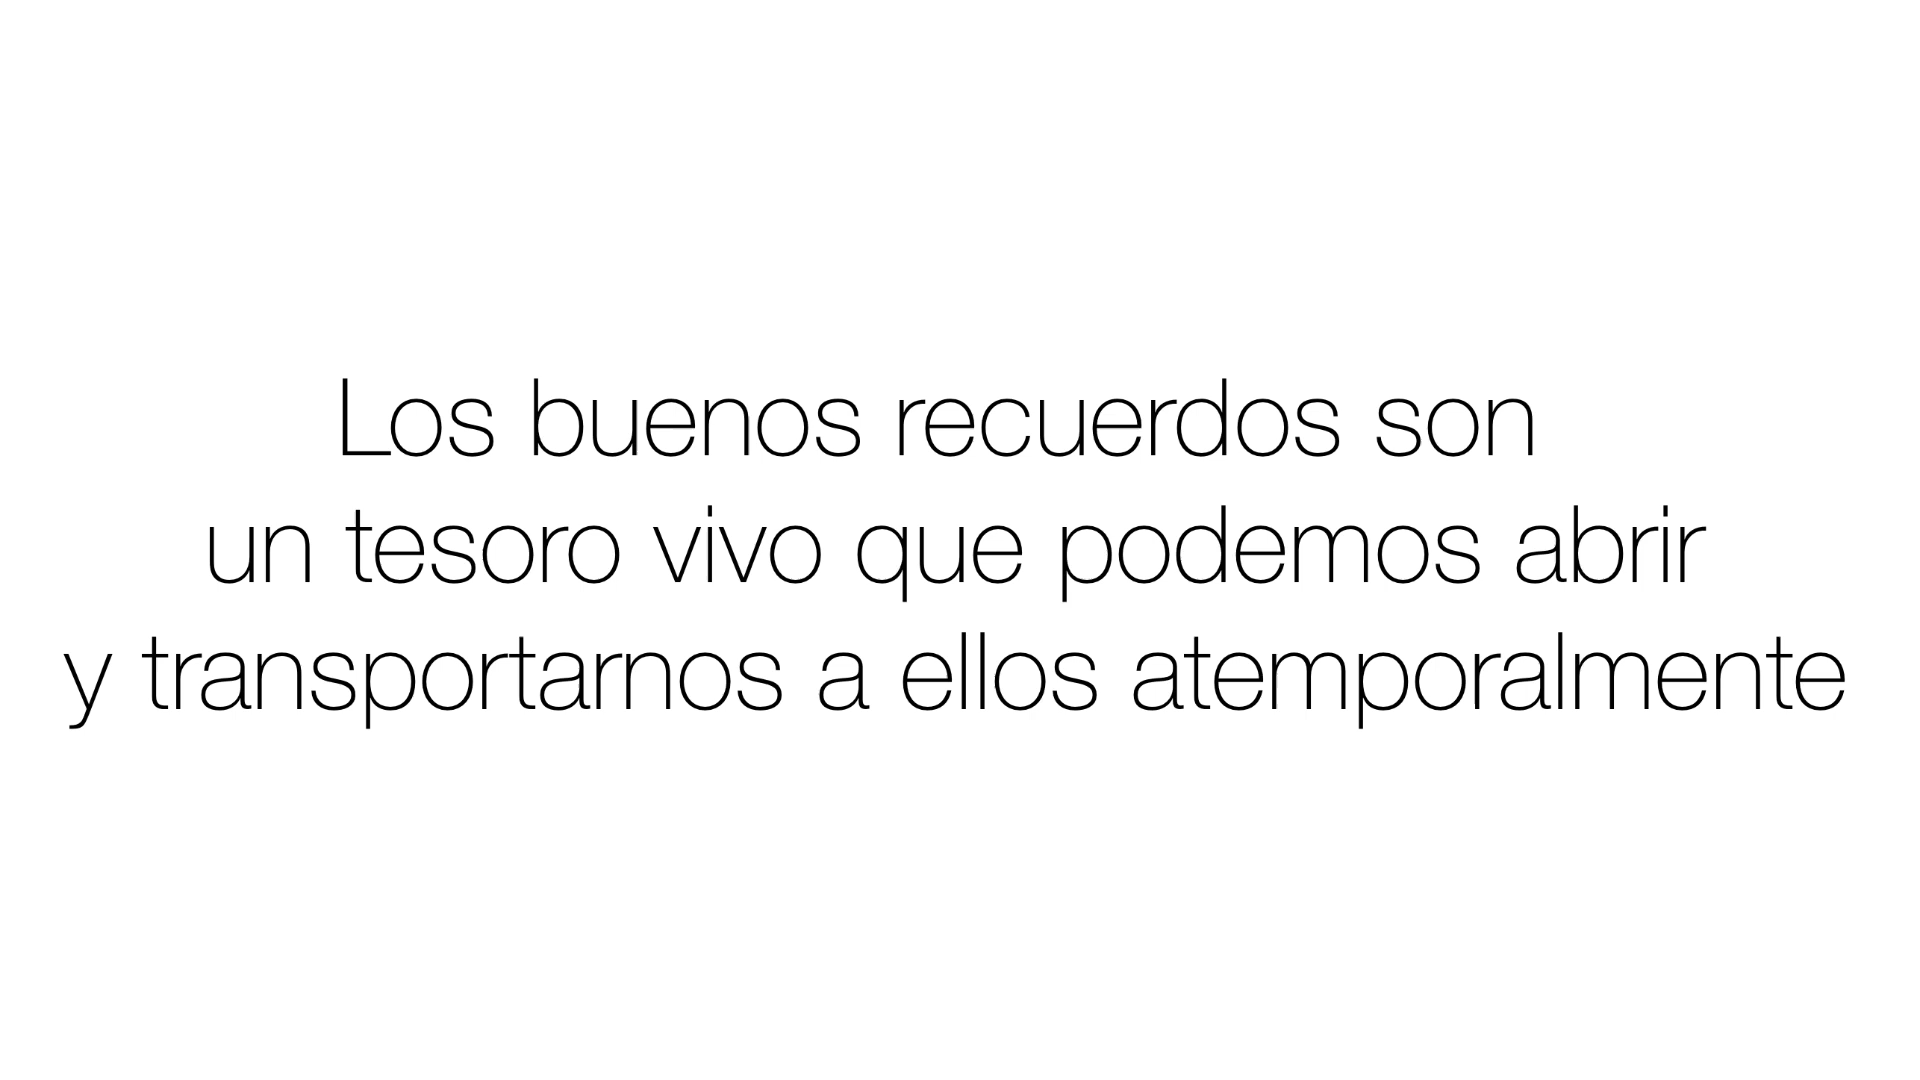 Los buenos recuerdos son
un tesoro vivo que podemos abrir
y transportarnos a ellos atemporalmente